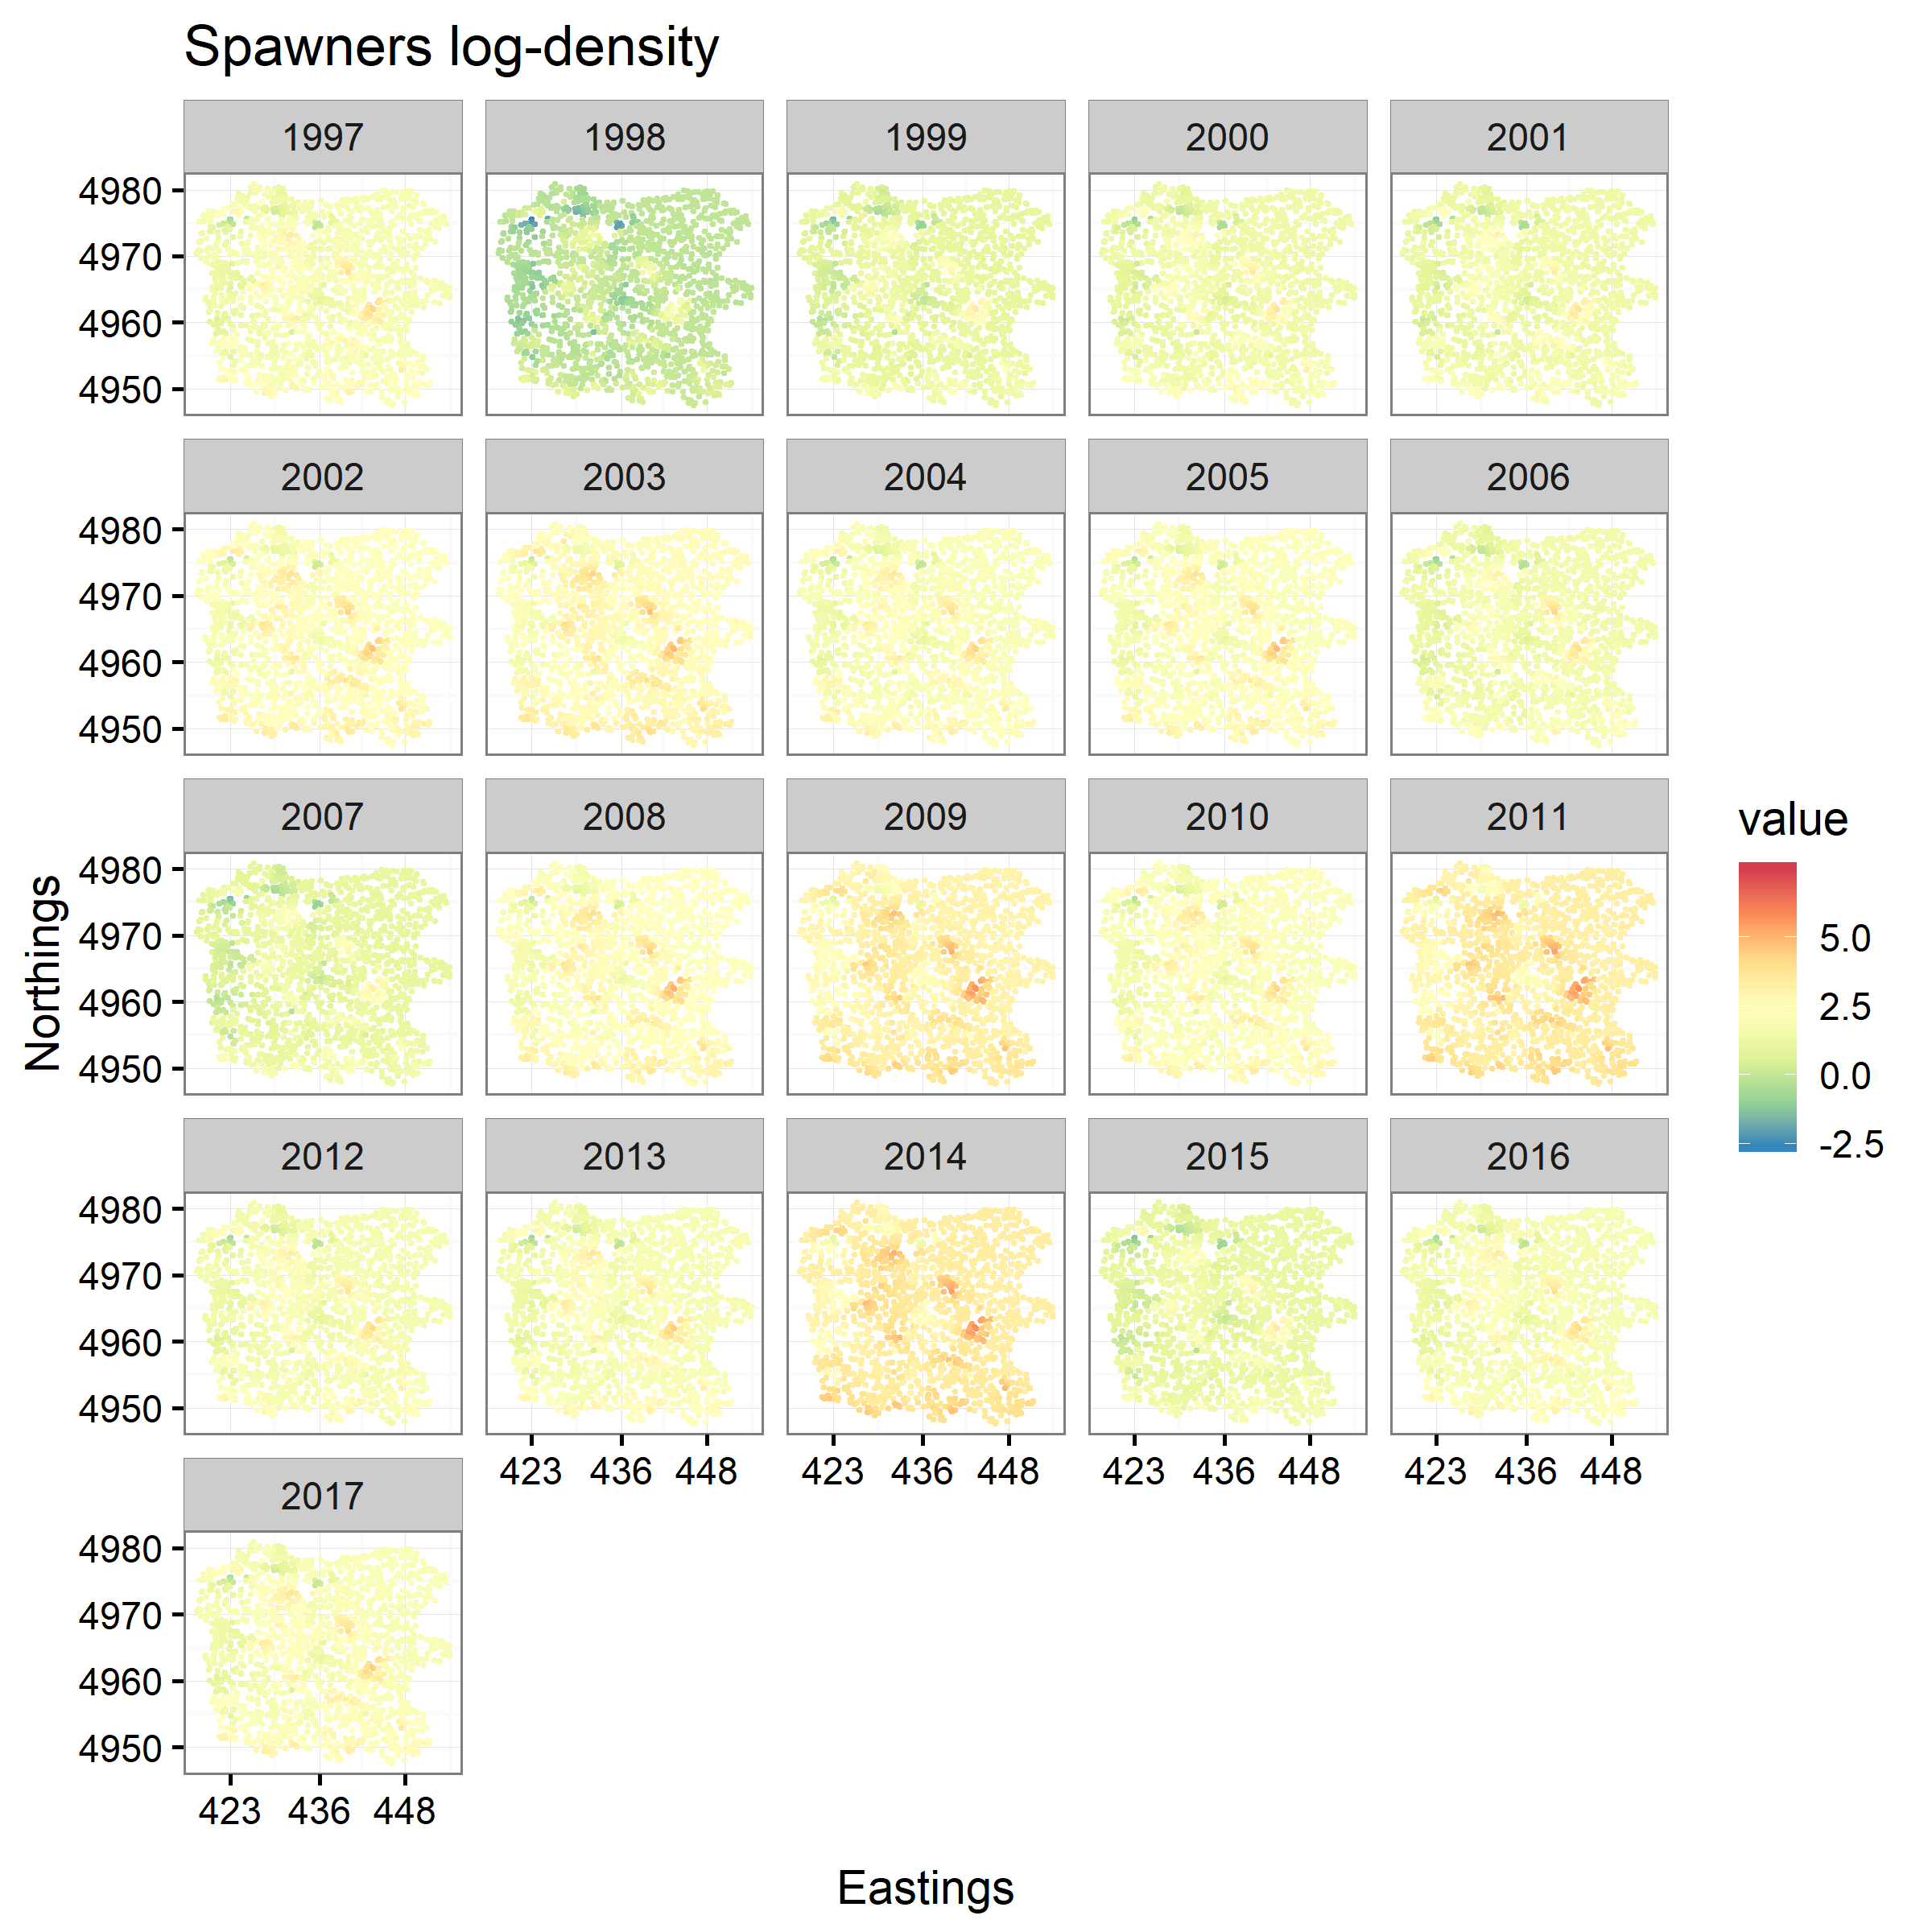 Spawners log-density
1997 1998 1999 2000 2001
4980
4970
4960
4950
2002 2003 2004 2005 2006
4980
4970
4960
4950
2007 2008 2009 2010 2011
4980
4970
4960
4950
2012 2013 2014 2015 2016
4980
4970
4960
4950
423 436 448 423 436 448 423 436 448 423 436 448
2017
4980
4970
4960
4950
423 436 448
Northings
Eastings
value
5.0
2.5
0.0
-2.5